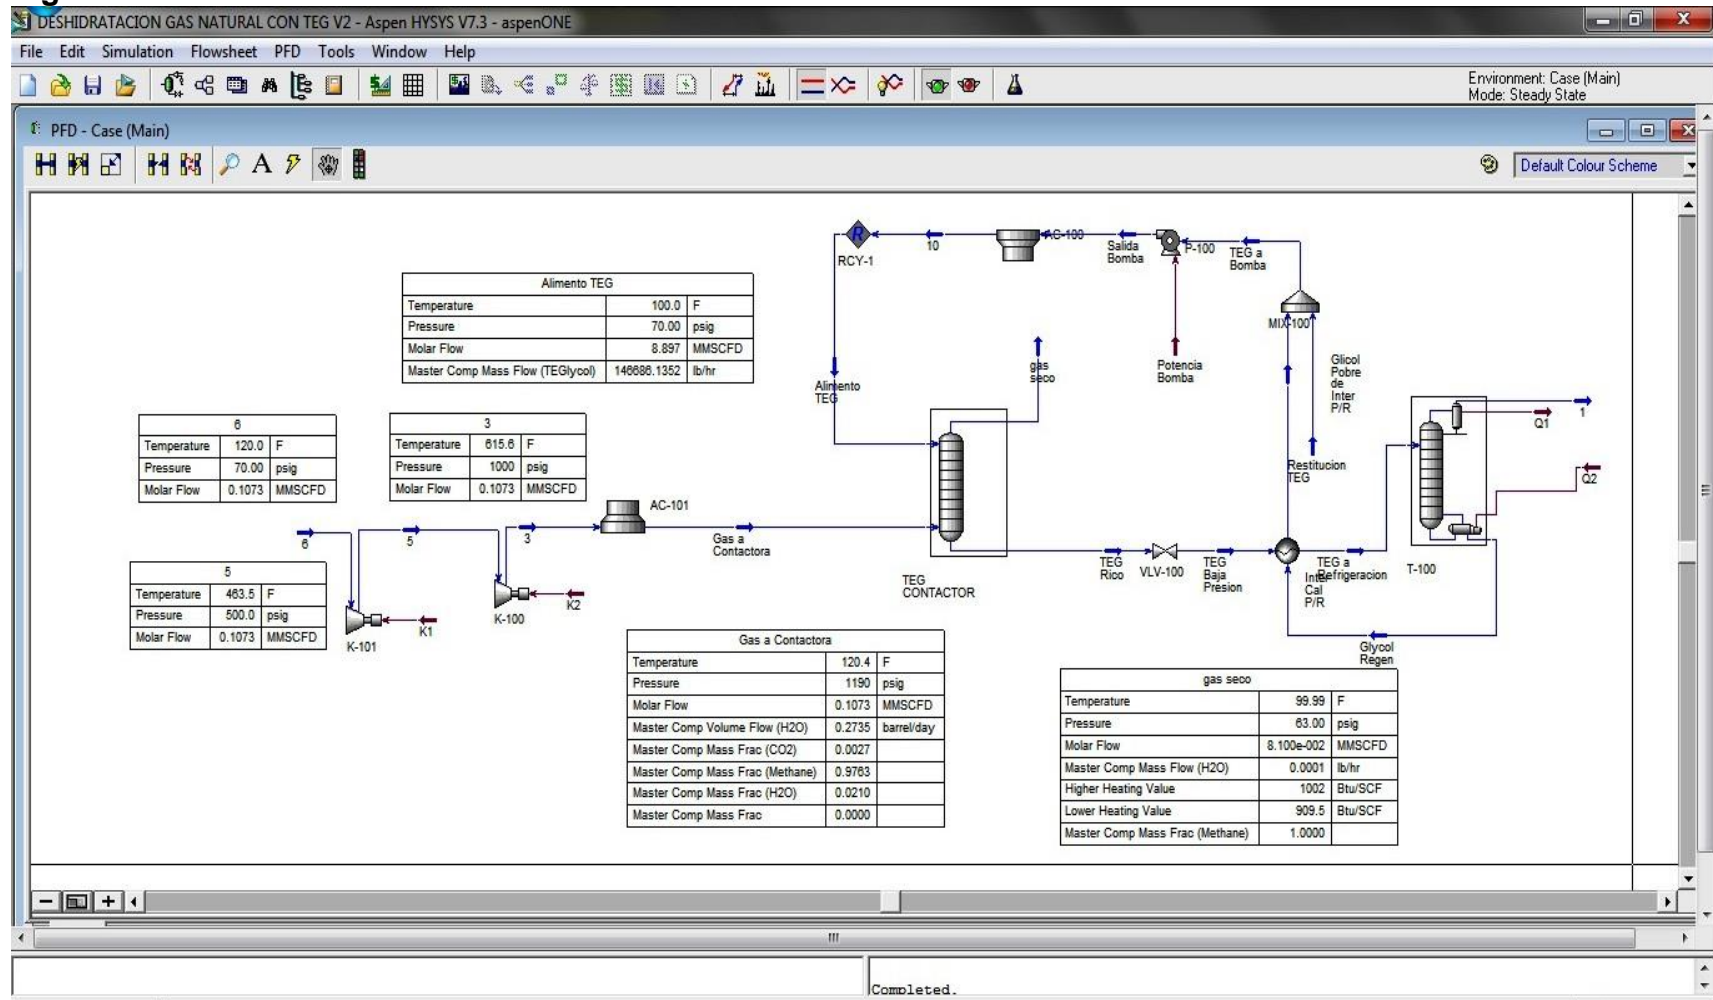 DESHIDRATACION GAS NATURAL CON TEG V2 - Aspen HYSYS V7.3 - aspenONE
File Edit Simulation Flowsheet PFD Tools Window Help
Environment: Case (Main)
Mode: Steady State
PFD - Case (Main)
A
Default Colour Scheme
R
RCY-1
10
AC-100
Salida
Bomba
P-100
TEG a
Bomba
MIX-100
Alimento TEG
Temperature 100.0 F
Pressure 70.00 psig
Molar Flow 8.897 MMSCFD
Master Comp Mass Flow (TEGlycol) 146686.1352 lb/hr
Alimento
TEG
gas
seco
Potencia
Bomba
Glicol
Pobre
de
Inter
P/R
Restitucion
TEG
1
Q1
Q2
6
Temperature 120.0 F
Pressure 70.00 psig
Molar Flow 0.1073 MMSCFD
3
Temperature 615.6 F
Pressure 1000 psig
Molar Flow 0.1073 MMSCFD
AC-101
6
5
3
Gas a
Contactora
TEG
CONTACTOR
TEG
Rico
VLV-100
TEG
Baja
Presion
TEG a
Refrigeracion
Inter
Cal
P/R
T-100
Glycol
Regen
5
Temperature 463.5 F
Pressure 500.0 psig
Molar Flow 0.1073 MMSCFD
K-101
K1
K-100
K2
Gas a Contactora
Temperature 120.4 F
Pressure 1190 psig
Molar Flow 0.1073 MMSCFD
Master Comp Volume Flow (H2O) 0.2735 barrel/day
Master Comp Mass Frac (CO2) 0.0027
Master Comp Mass Frac (Methane) 0.9763
Master Comp Mass Frac (H2O) 0.0210
Master Comp Mass Frac 0.0000
gas seco
Temperature 99.99 F
Pressure 63.00 psig
Molar Flow 8.100e-002 MMSCFD
Master Comp Mass Flow (H2O) 0.0001 lb/hr
Higher Heating Value 1002 Btu/SCF
Lower Heating Value 909.5 Btu/SCF
Master Comp Mass Frac (Methane) 1.0000
Completed.